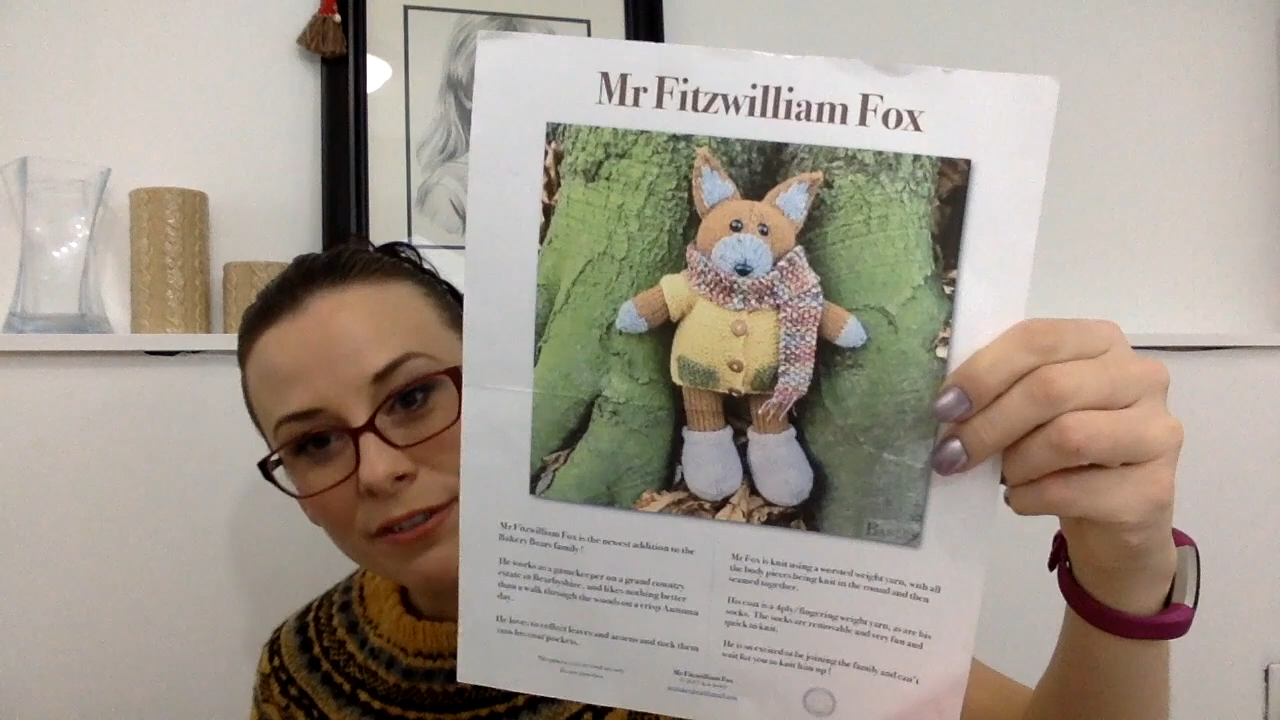 Mr Fitzwilliam Fox
Mr Fitzwilliam Fox is the newest addition to the
Bakery Bears family!
He works as a gamekeeper on a grand country
estate in Bearbyshire, and likes nothing better
than a walk through the woods on a crisp Autumn
day.
He loves to collect leaves and acorns and tuck them
into his coat pockets.
Mr Fox is knit using a worsted weight yarn, with all
the body pieces being knit in the round and then
seamed together.
His coat is a 4ply/fingering weight yarn, as are his
socks. The socks are removable and very fun and
quick to knit.
He is so excited to be joining the family and can't
wait for you to knit him up!
Mr Fitzwilliam Fox